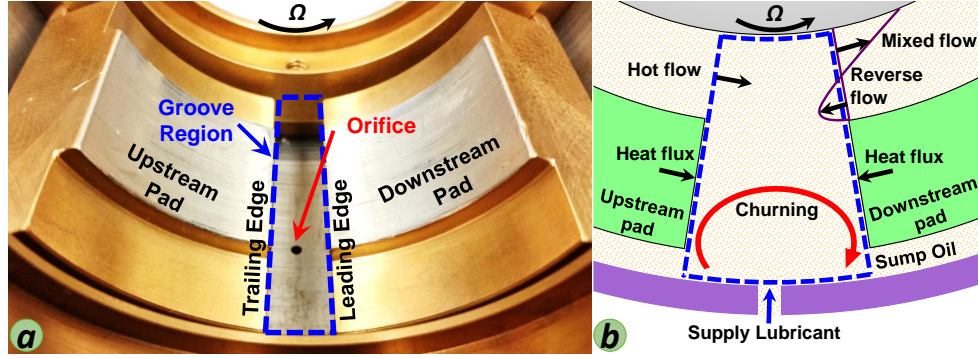 Ω
Groove
Region
Orifice
Upstream
Pad
Downstream
Pad
Trailing Edge
Leading Edge
a
Ω
Mixed flow
Hot flow
Reverse
flow
Heat flux
Heat flux
Upstream
pad
Churning
Downstream
pad
Sump Oil
Supply Lubricant
b